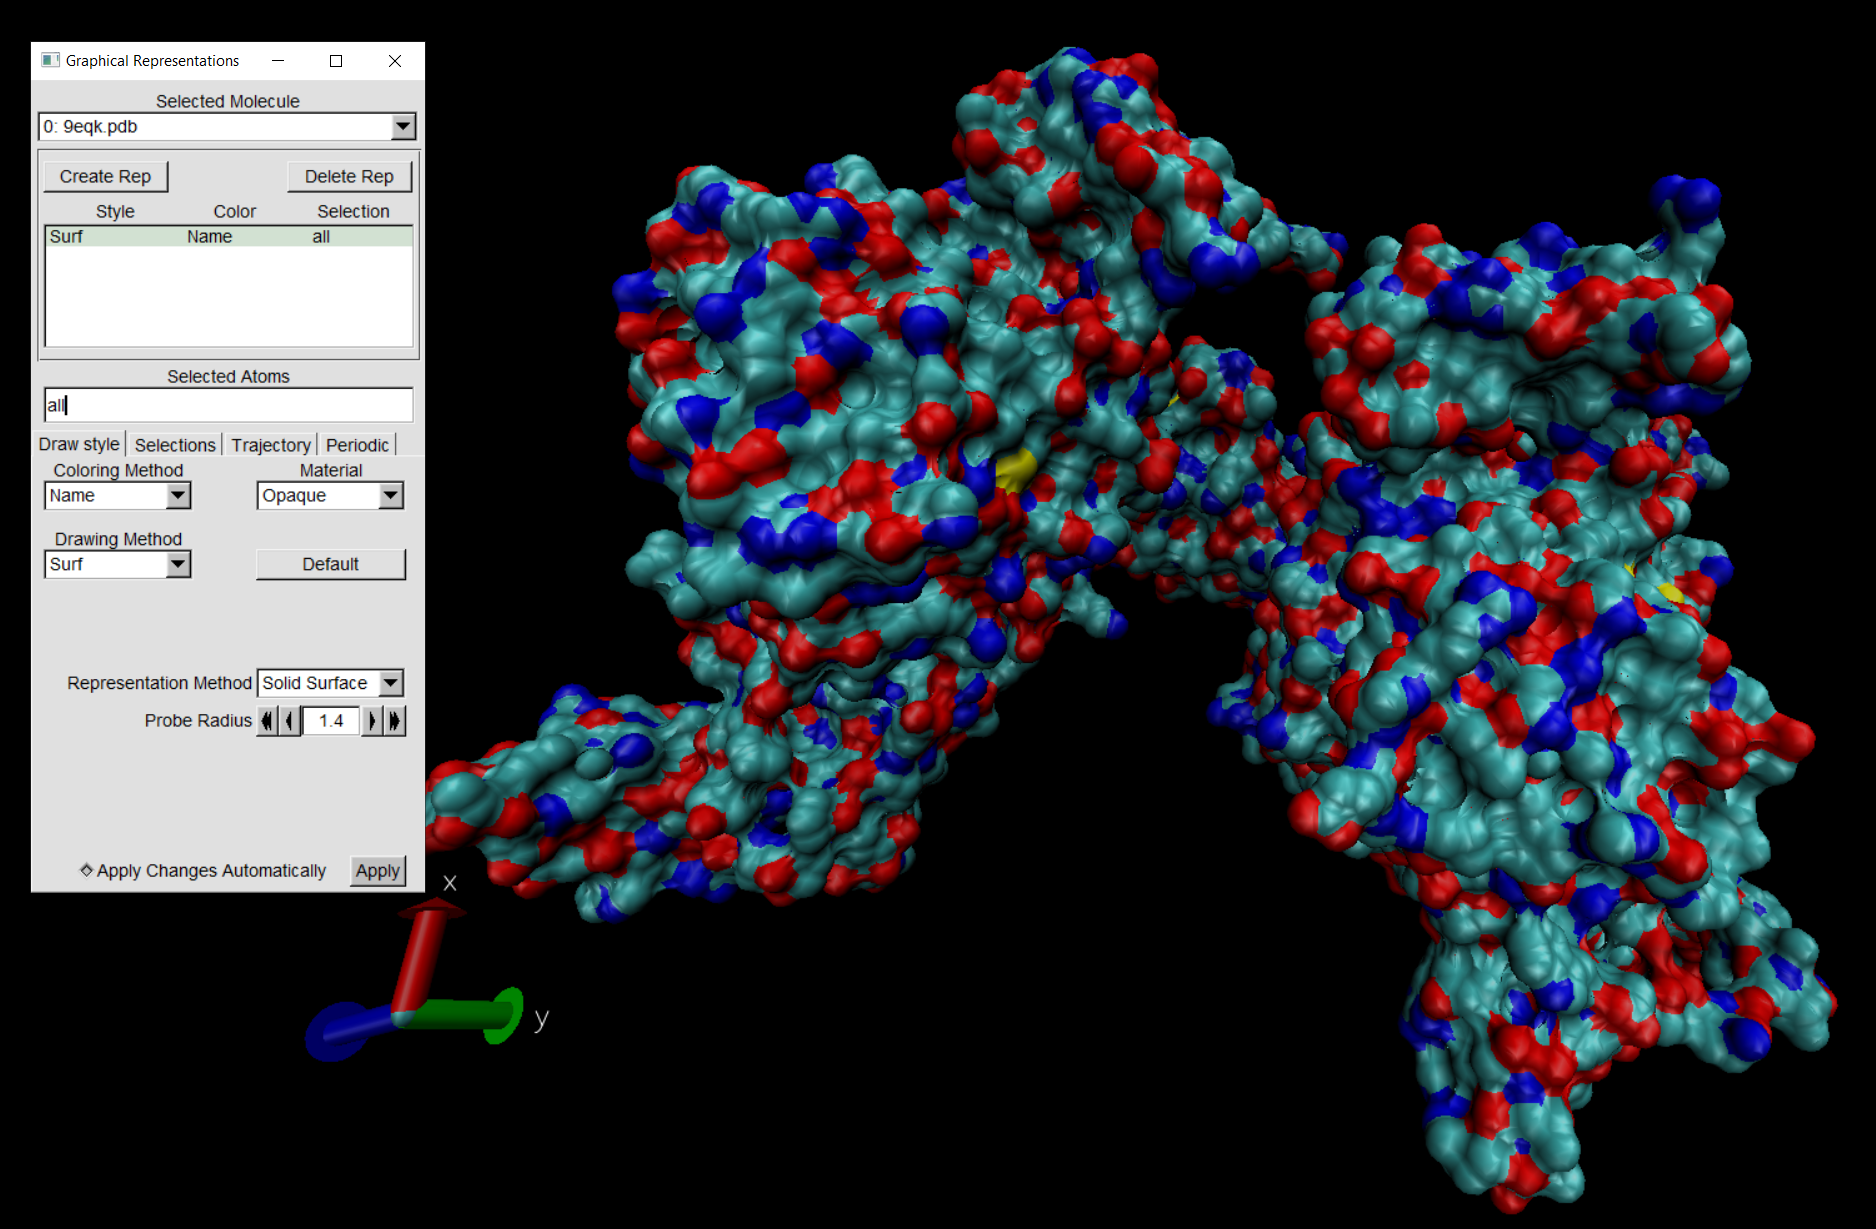 Graphical Representations
Selected Molecule
0: 9eqk.pdb
Create Rep Delete Rep
Style Color Selection
Surf Name all
Selected Atoms
all
Draw style Selections Trajectory Periodic
Coloring Method Material
Name Opaque
Drawing Method
Surf Default
Representation Method Solid Surface
Probe Radius 1.4
Apply Changes Automatically Apply
x
y